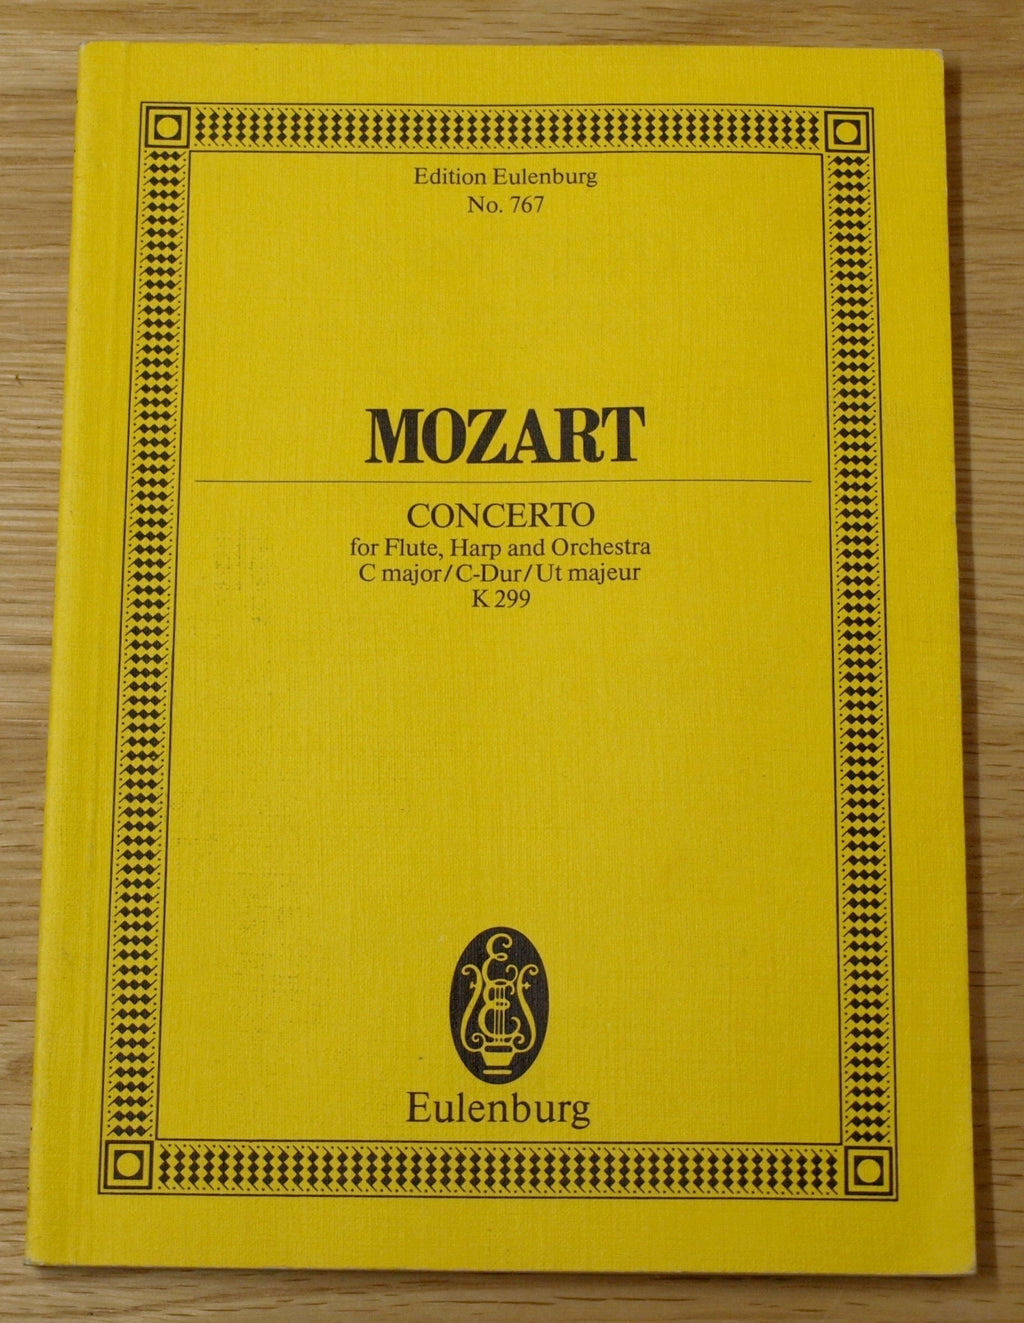 Edition Eulenburg
No. 767
MOZART
CONCERTO
for Flute, Harp and Orchestra
C major/C-Dur/Ut majeur
K 299
Eulenburg